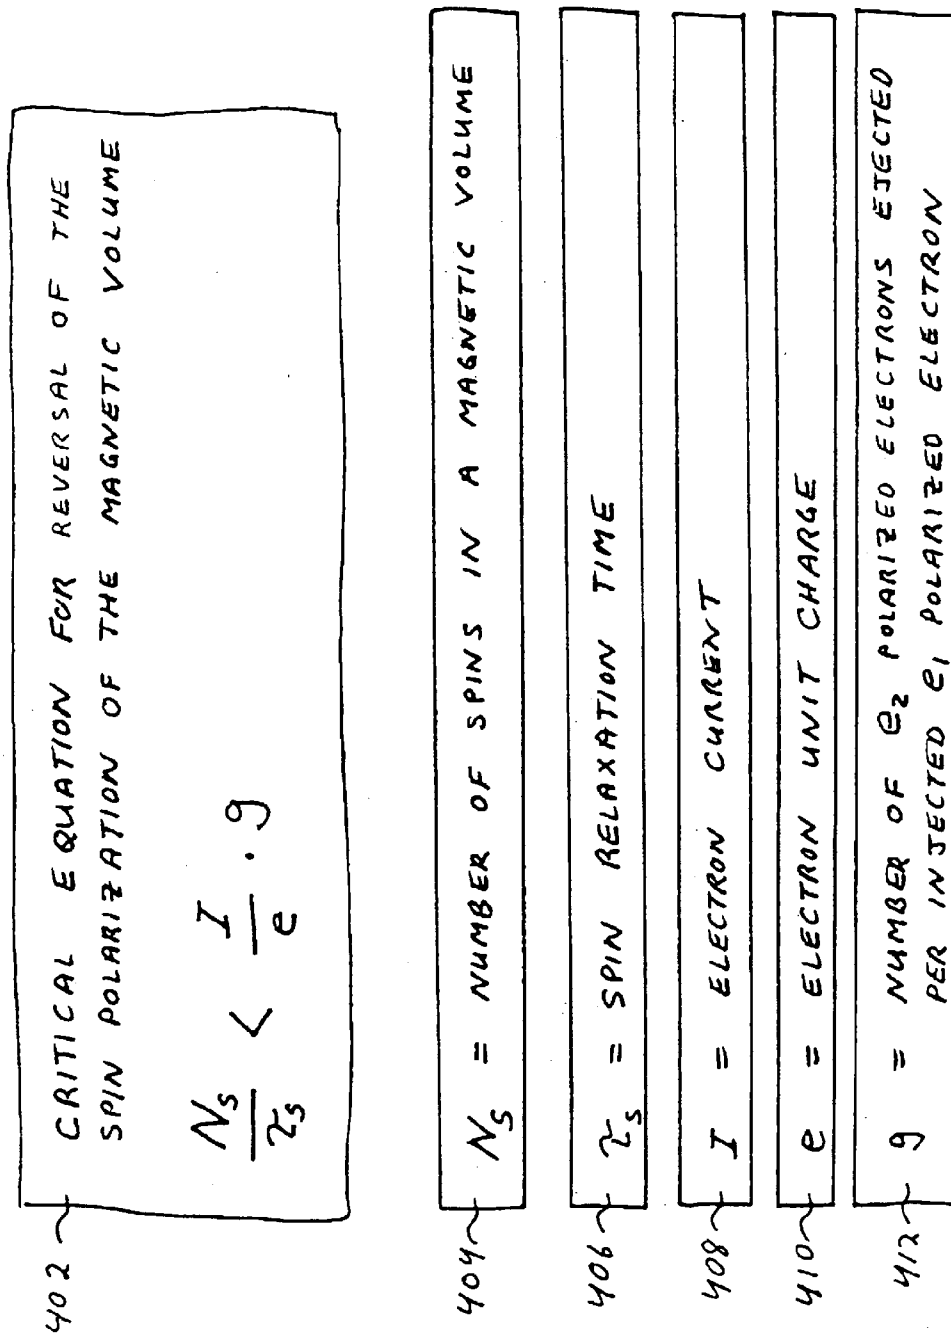 402 CRITICAL EQUATION FOR REVERSAL OF THE
SPIN POLARIZATION OF THE MAGNETIC VOLUME
N_s/τ_s < I/e · g
404 N_s = NUMBER OF SPINS IN A MAGNETIC VOLUME
406 τ_s = SPIN RELAXATION TIME
408 I = ELECTRON CURRENT
410 e = ELECTRON UNIT CHARGE
412 g = NUMBER OF e_2 POLARIZED ELECTRONS EJECTED
PER INJECTED e_1 POLARIZED ELECTRON